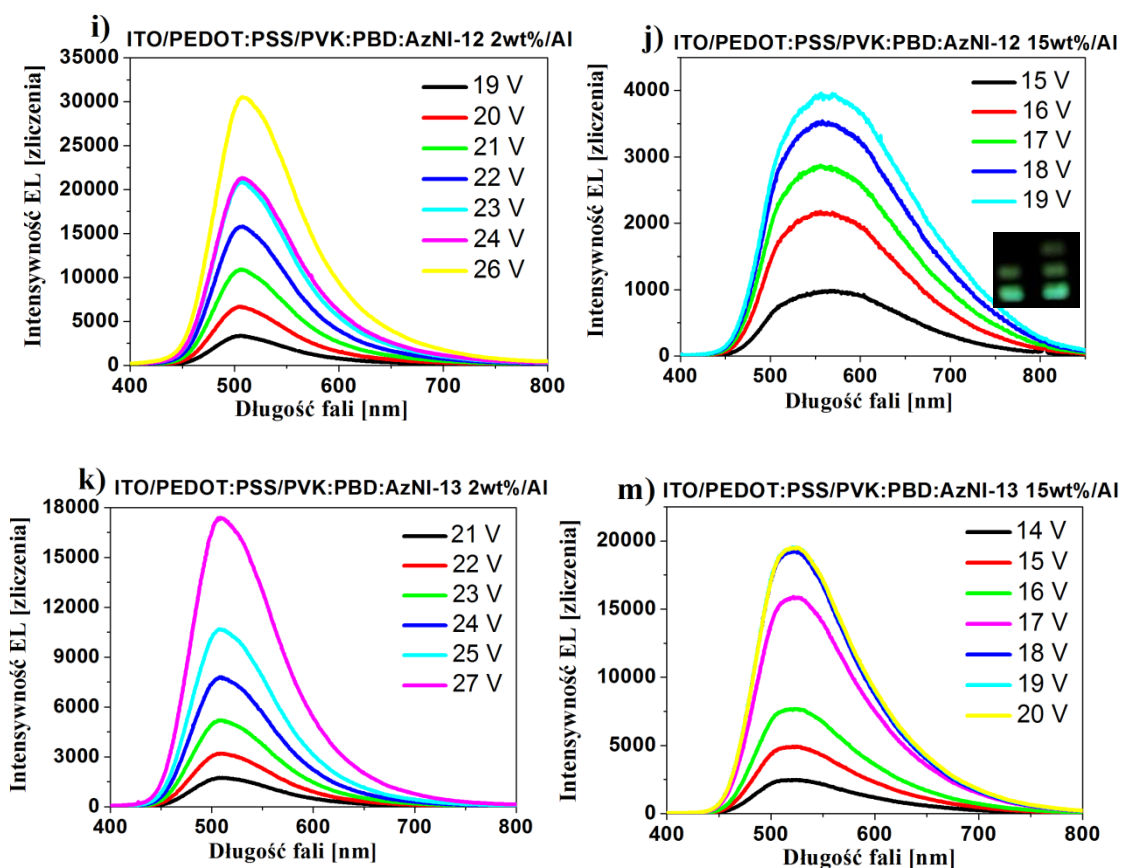 i)
ITO/PEDOT:PSS/PVK:PBD:AzNI-12 2wt%/Al
Intensywność EL [zliczenia]
35000
30000
25000
20000
15000
10000
5000
0
19 V
20 V
21 V
22 V
23 V
24 V
26 V
400 500 600 700 800
Długość fali [nm]
j)
ITO/PEDOT:PSS/PVK:PBD:AzNI-12 15wt%/Al
Intensywność EL [zliczenia]
4000
3000
2000
1000
0
15 V
16 V
17 V
18 V
19 V
400 500 600 700 800
Długość fali [nm]
k)
ITO/PEDOT:PSS/PVK:PBD:AzNI-13 2wt%/Al
Intensywność EL [zliczenia]
18000
15000
12000
9000
6000
3000
0
21 V
22 V
23 V
24 V
25 V
27 V
400 500 600 700 800
Długość fali [nm]
m)
ITO/PEDOT:PSS/PVK:PBD:AzNI-13 15wt%/Al
Intensywność EL [zliczenia]
20000
15000
10000
5000
0
14 V
15 V
16 V
17 V
18 V
19 V
20 V
400 500 600 700 800
Długość fali [nm]